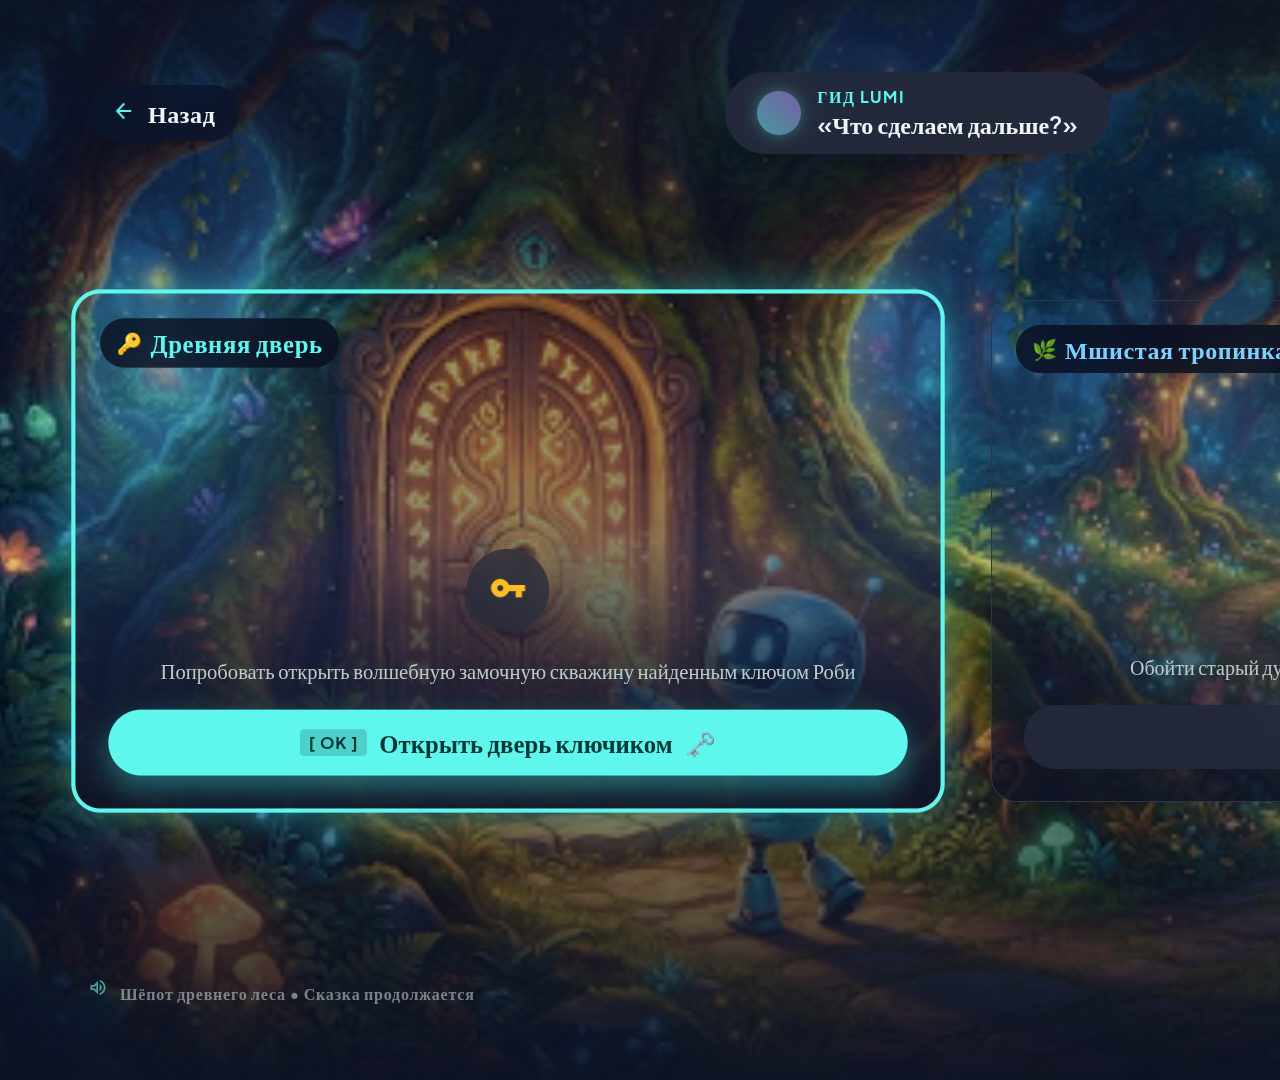 Назад
ГИД LUMI
«Что сделаем дальше?»
🔑 Древняя дверь
🌿 Мшистая тропинка
Попробовать открыть волшебную замочную скважину найденным ключом Роби
Обойти старый
[ OK ] Открыть дверь ключиком 🗝️
Шёпот древнего леса ● Сказка продолжается